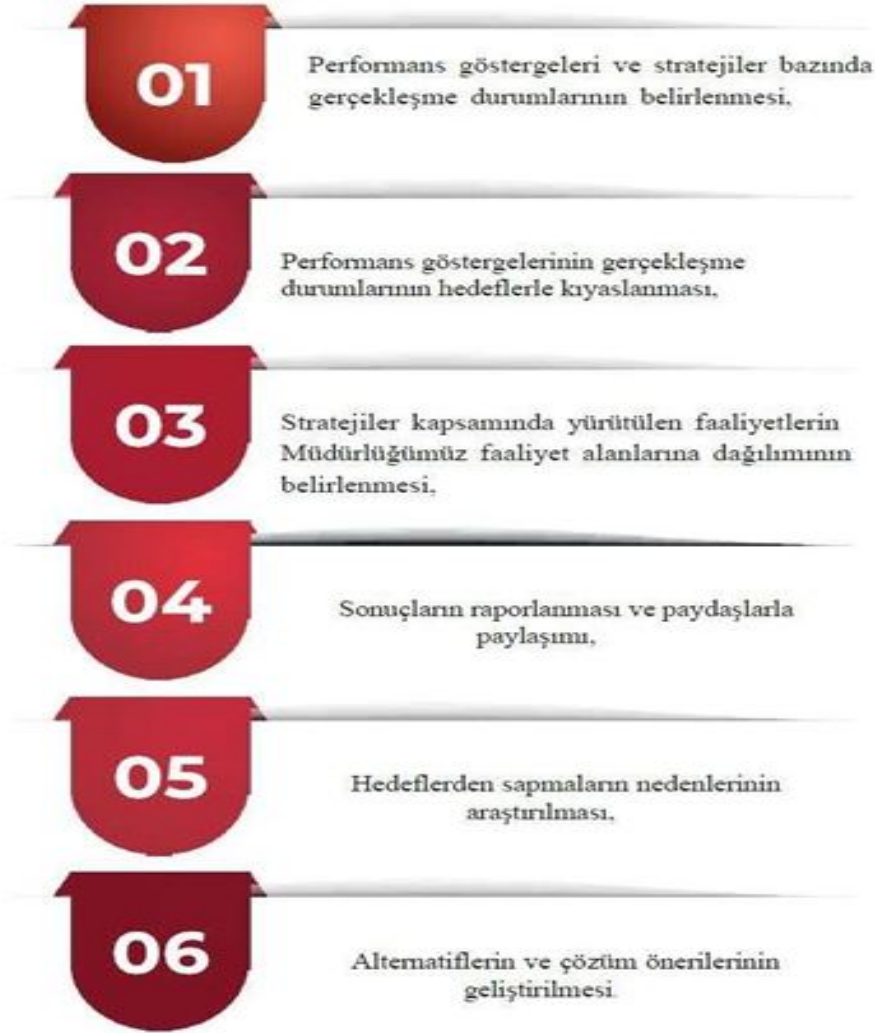 01
Performans göstergeleri ve stratejiler bazında
gerçekleşme durumlarının belirlenmesi,
02
Performans göstergelerinin gerçekleşme
durumlarının hedeflerle kıyaslanması,
03
Stratejiler kapsamında yürütülen faaliyetlerin
Müdürlüğümüz faaliyet alanlarına dağılımının
belirlenmesi,
04
Sonuçların raporlanması ve paydaşlarla
paylaşımı,
05
Hedeflerden sapmaların nedenlerinin
araştırılması,
06
Alternatiflerin ve çözüm önerilerinin
geliştirilmesi.